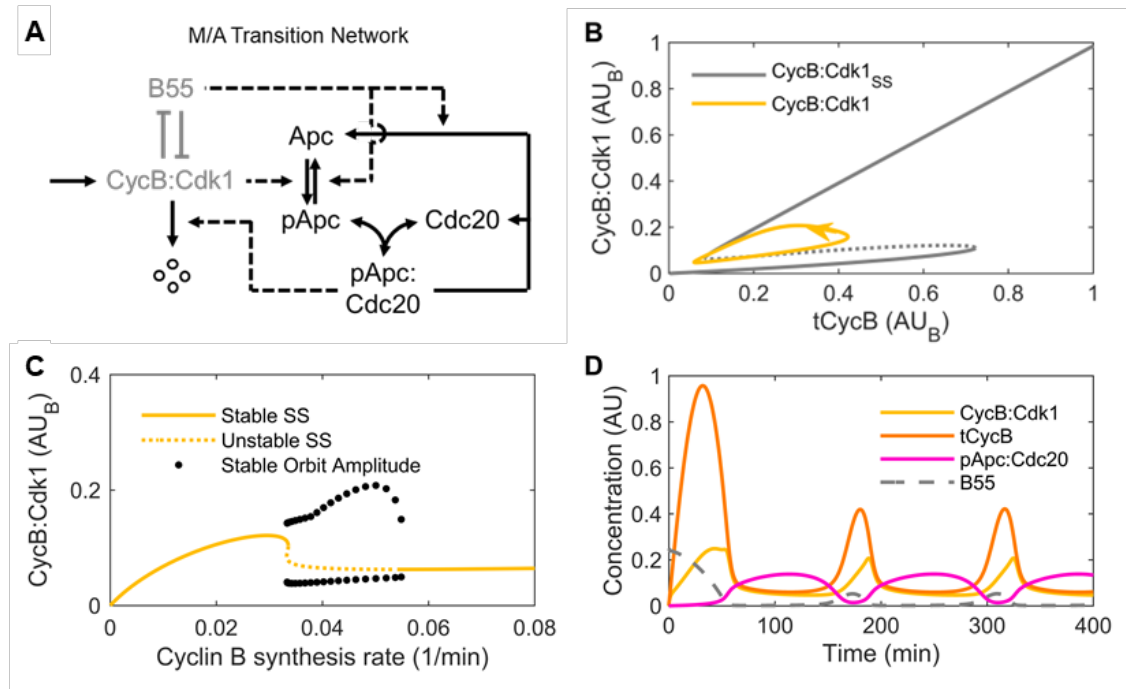 A
M/A Transition Network
B55
Apc
CycB:Cdk1
pApc
Cdc20
pApc:
Cdc20
B
CycB:Cdk1 (AU_B)
1
0.8
0.6
0.4
0.2
0
CycB:Cdk1_SS
CycB:Cdk1
0 0.2 0.4 0.6 0.8 1
tCycB (AU_B)
C
CycB:Cdk1 (AU_B)
0.4
0.2
0
Stable SS
Unstable SS
Stable Orbit Amplitude
0 0.02 0.04 0.06 0.08
Cyclin B synthesis rate (1/min)
D
Concentration (AU)
1
0.8
0.6
0.4
0.2
0
CycB:Cdk1
tCycB
pApc:Cdc20
B55
0 100 200 300 400
Time (min)